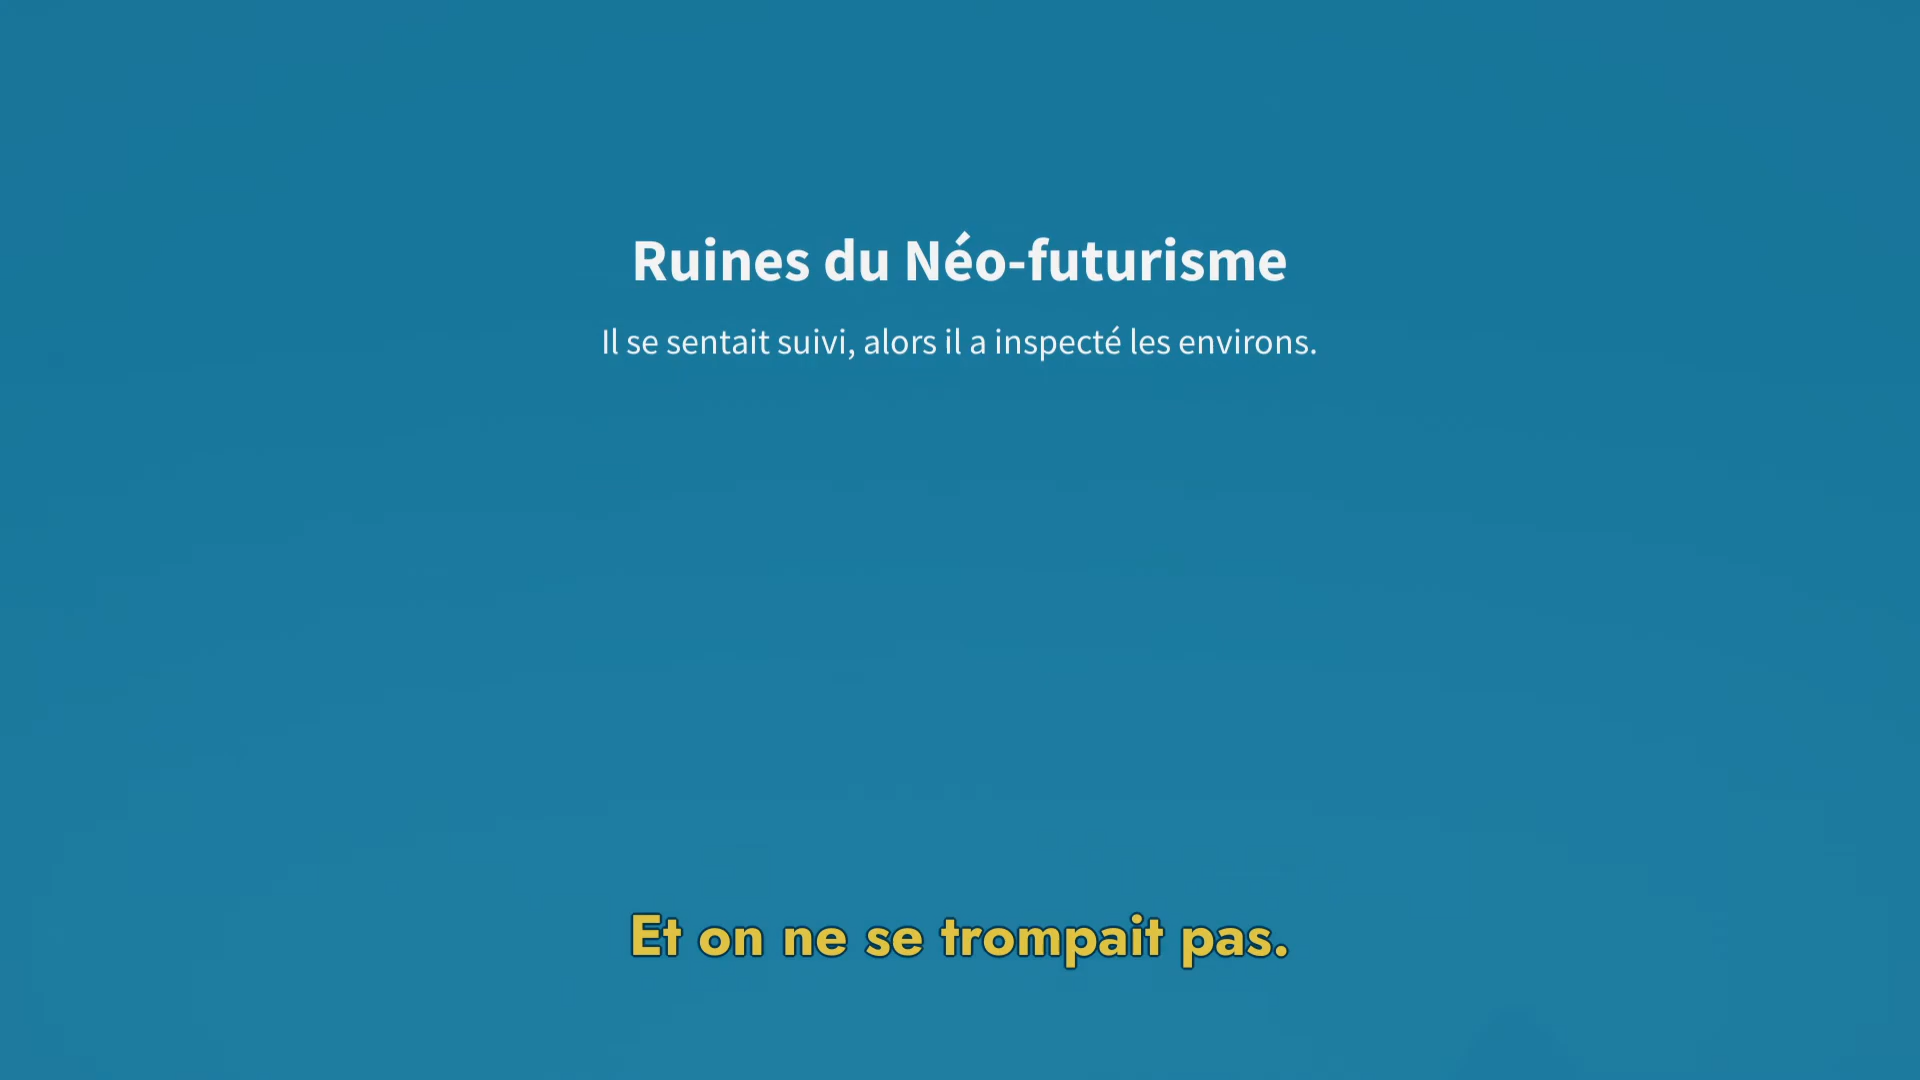 Ruines du Néo-futurisme
Il se sentait suivi, alors il a inspecté les environs.
Et on ne se trompait pas.